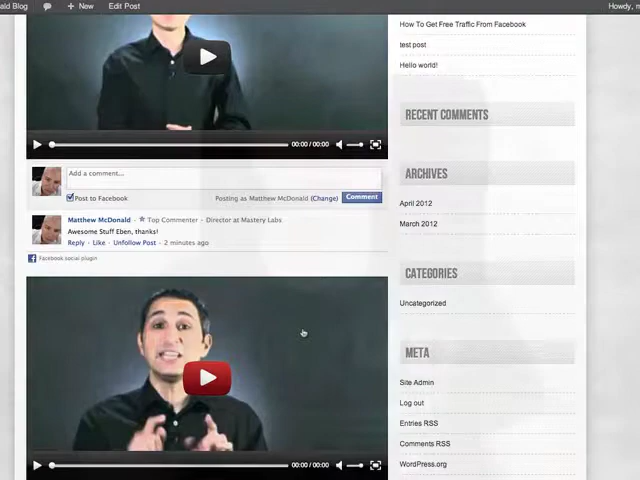 ald Blog
New
Edit Post
Howdy, m
How To Get Free Traffic From Facebook
test post
Hello world!
00:00 / 00:00
RECENT COMMENTS
Add a comment...
Post to Facebook
Posting as Matthew McDonald (Change)
Comment
ARCHIVES
April 2012
March 2012
Matthew McDonald · Top Commenter · Director at Mastery Labs
Awesome Stuff Eben, thanks!
Reply · Like · Unfollow Post · 2 minutes ago
Facebook social plugin
CATEGORIES
Uncategorized
META
Site Admin
Log out
Entries RSS
Comments RSS
WordPress.org
00:00 / 00:00